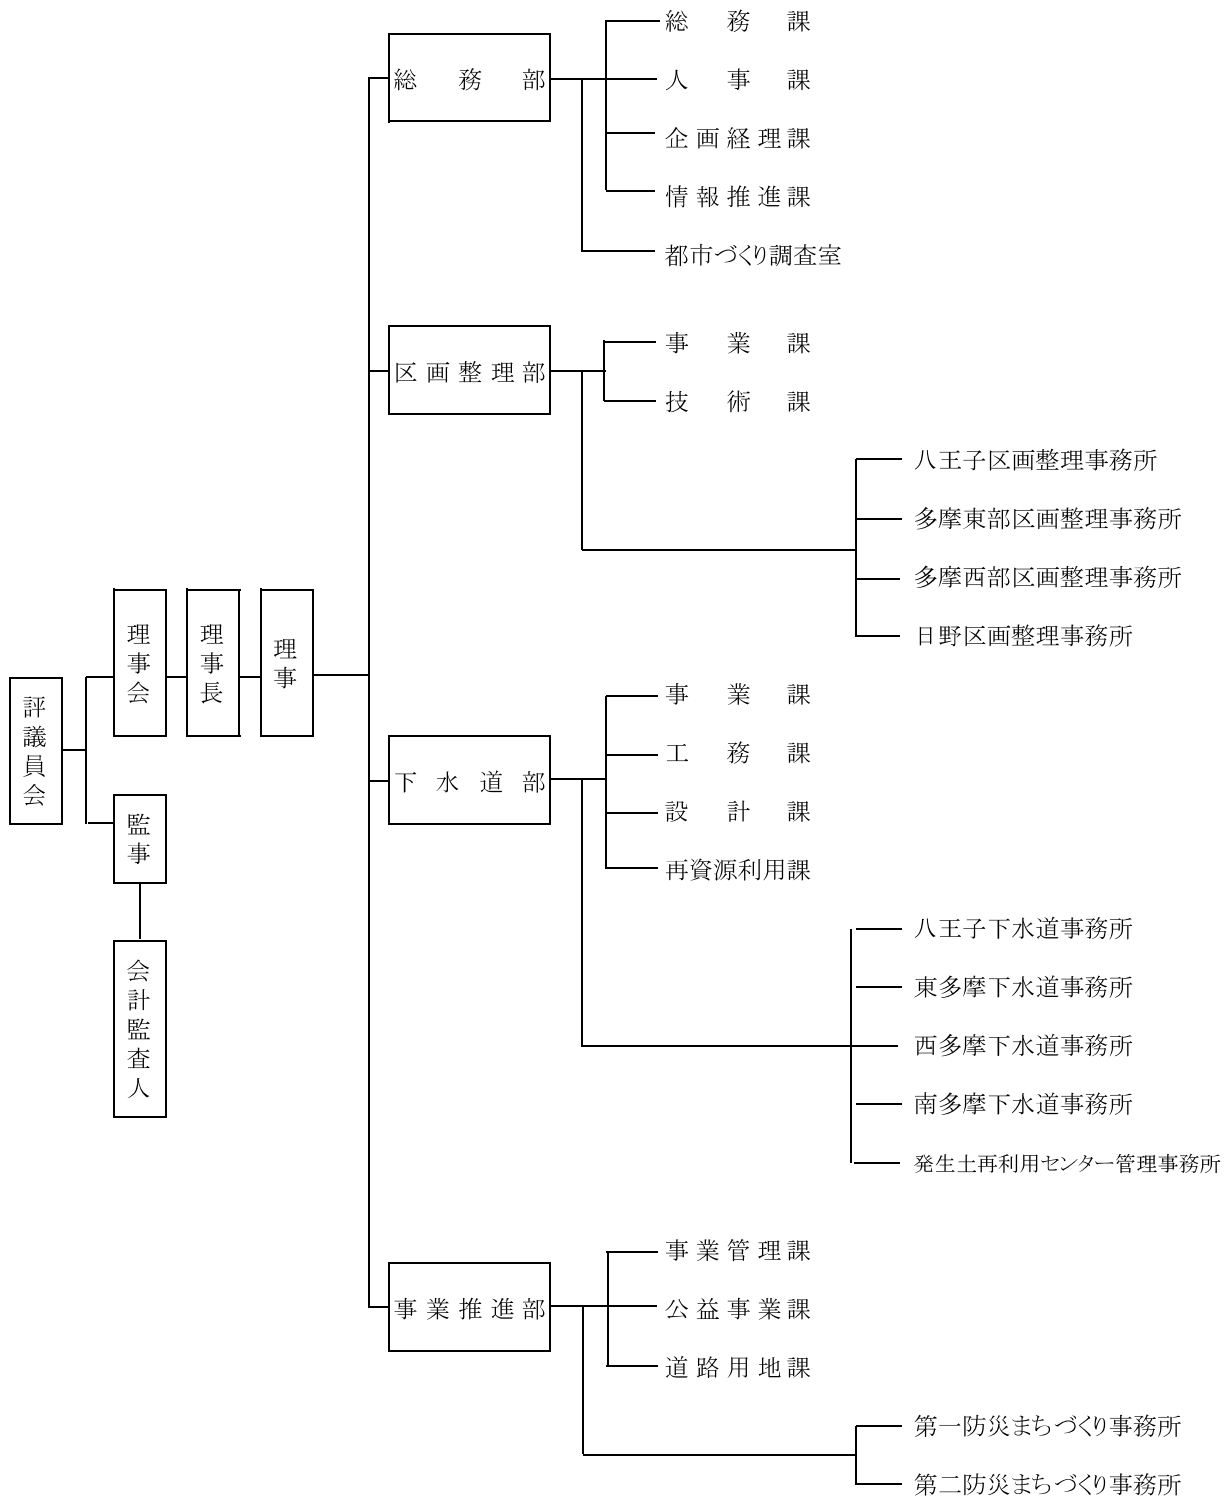 総務部
総務課
人事課
企画経理課
情報推進課
都市づくり調査室
区画整理部
事業課
技術課
八王子区画整理事務所
多摩東部区画整理事務所
多摩西部区画整理事務所
日野区画整理事務所
評議員会
理事会
理事長
理事
監事
会計監査人
下水道部
事業課
工務課
設計課
再資源利用課
八王子下水道事務所
東多摩下水道事務所
西多摩下水道事務所
南多摩下水道事務所
発生土再利用センター管理事務所
事業推進部
事業管理課
公益事業課
道路用地課
第一防災まちづくり事務所
第二防災まちづくり事務所